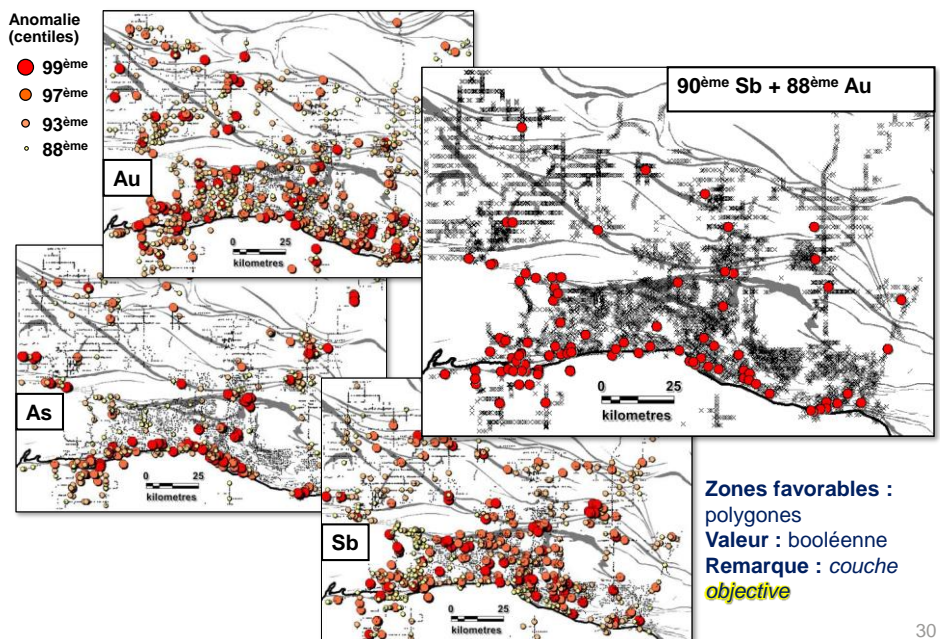 Anomalie
(centiles)
99ème
97ème
93ème
88ème
Au
0 25
kilometres
As
0 25
kilometres
Sb
0 25
kilometres
90ème Sb + 88ème Au
0 25
kilometres
Zones favorables :
polygones
Valeur : booléenne
Remarque : couche
objective
30